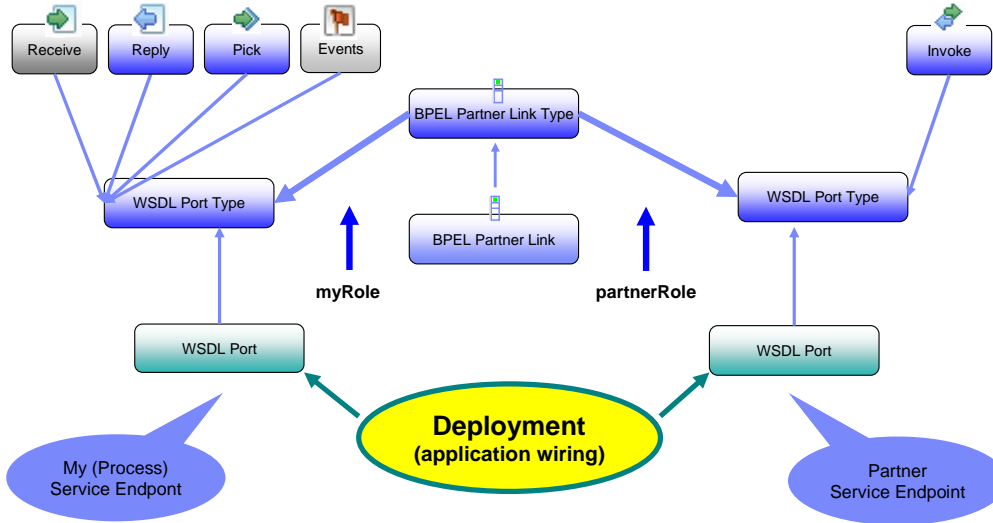 Receive
Reply
Pick
Events
Invoke
BPEL Partner Link Type
WSDL Port Type
WSDL Port Type
BPEL Partner Link
myRole
partnerRole
WSDL Port
WSDL Port
Deployment
(application wiring)
My (Process)
Service Endpont
Partner
Service Endpoint